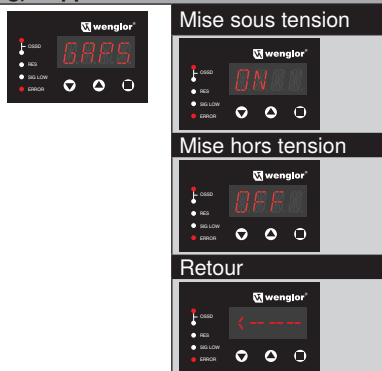 wenglor®
OSSD
GAPS
RES
SIG LOW
ERROR
Mise sous tension
wenglor®
OSSD
ON
RES
SIG LOW
ERROR
Mise hors tension
wenglor®
OSSD
OFF
RES
SIG LOW
ERROR
Retour
wenglor®
OSSD
<-----
RES
SIG LOW
ERROR